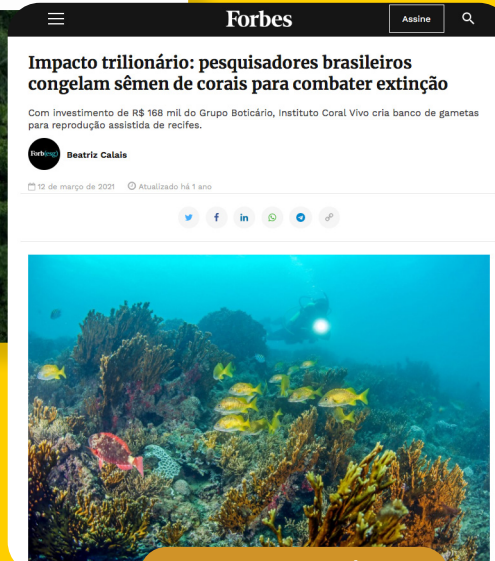 Forbes
Assine
Impacto trilionário: pesquisadores brasileiros
congelam sêmen de corais para combater extinção
Com investimento de R$ 168 mil do Grupo Boticário, Instituto Coral Vivo cria banco de gametas
para reprodução assistida de recifes.
Forb(esg)
Beatriz Calais
12 de março de 2021
Atualizado há 1 ano